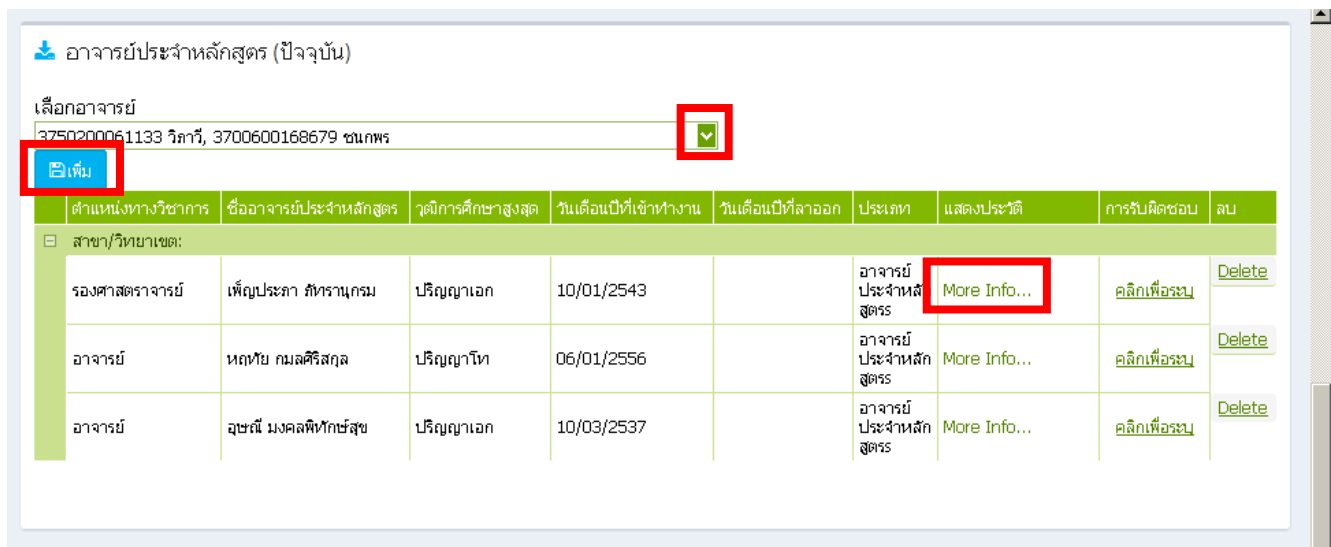 อาจารย์ประจำหลักสูตร (ปัจจุบัน)
เลือกอาจารย์
3750200061133 วิภาวี, 3700600168679 ชนกพร
เพิ่ม
ตำแหน่งทางวิชาการ ชื่ออาจารย์ประจำหลักสูตร วุฒิการศึกษาสูงสุด วันเดือนปีที่เข้าทำงาน วันเดือนปีที่ลาออก ประเภท แสดงประวัติ การรับผิดชอบ ลบ
สาขา/วิทยาเขต:
อาจารย์ Delete
รองศาสตราจารย์ เพ็ญประภา ภัทรานุกรม ปริญญาเอก 10/01/2543 ประจำหลั More Info... คลิกเพื่อระบุ
สูตรร
อาจารย์ Delete
อาจารย์ หฤทัย กมลศิริสกุล ปริญญาโท 06/01/2556 ประจำหลัก More Info... คลิกเพื่อระบุ
สูตรร
อาจารย์ Delete
อาจารย์ อุษณี มงคลพิทักษ์สุข ปริญญาเอก 10/03/2537 ประจำหลัก More Info... คลิกเพื่อระบุ
สูตรร